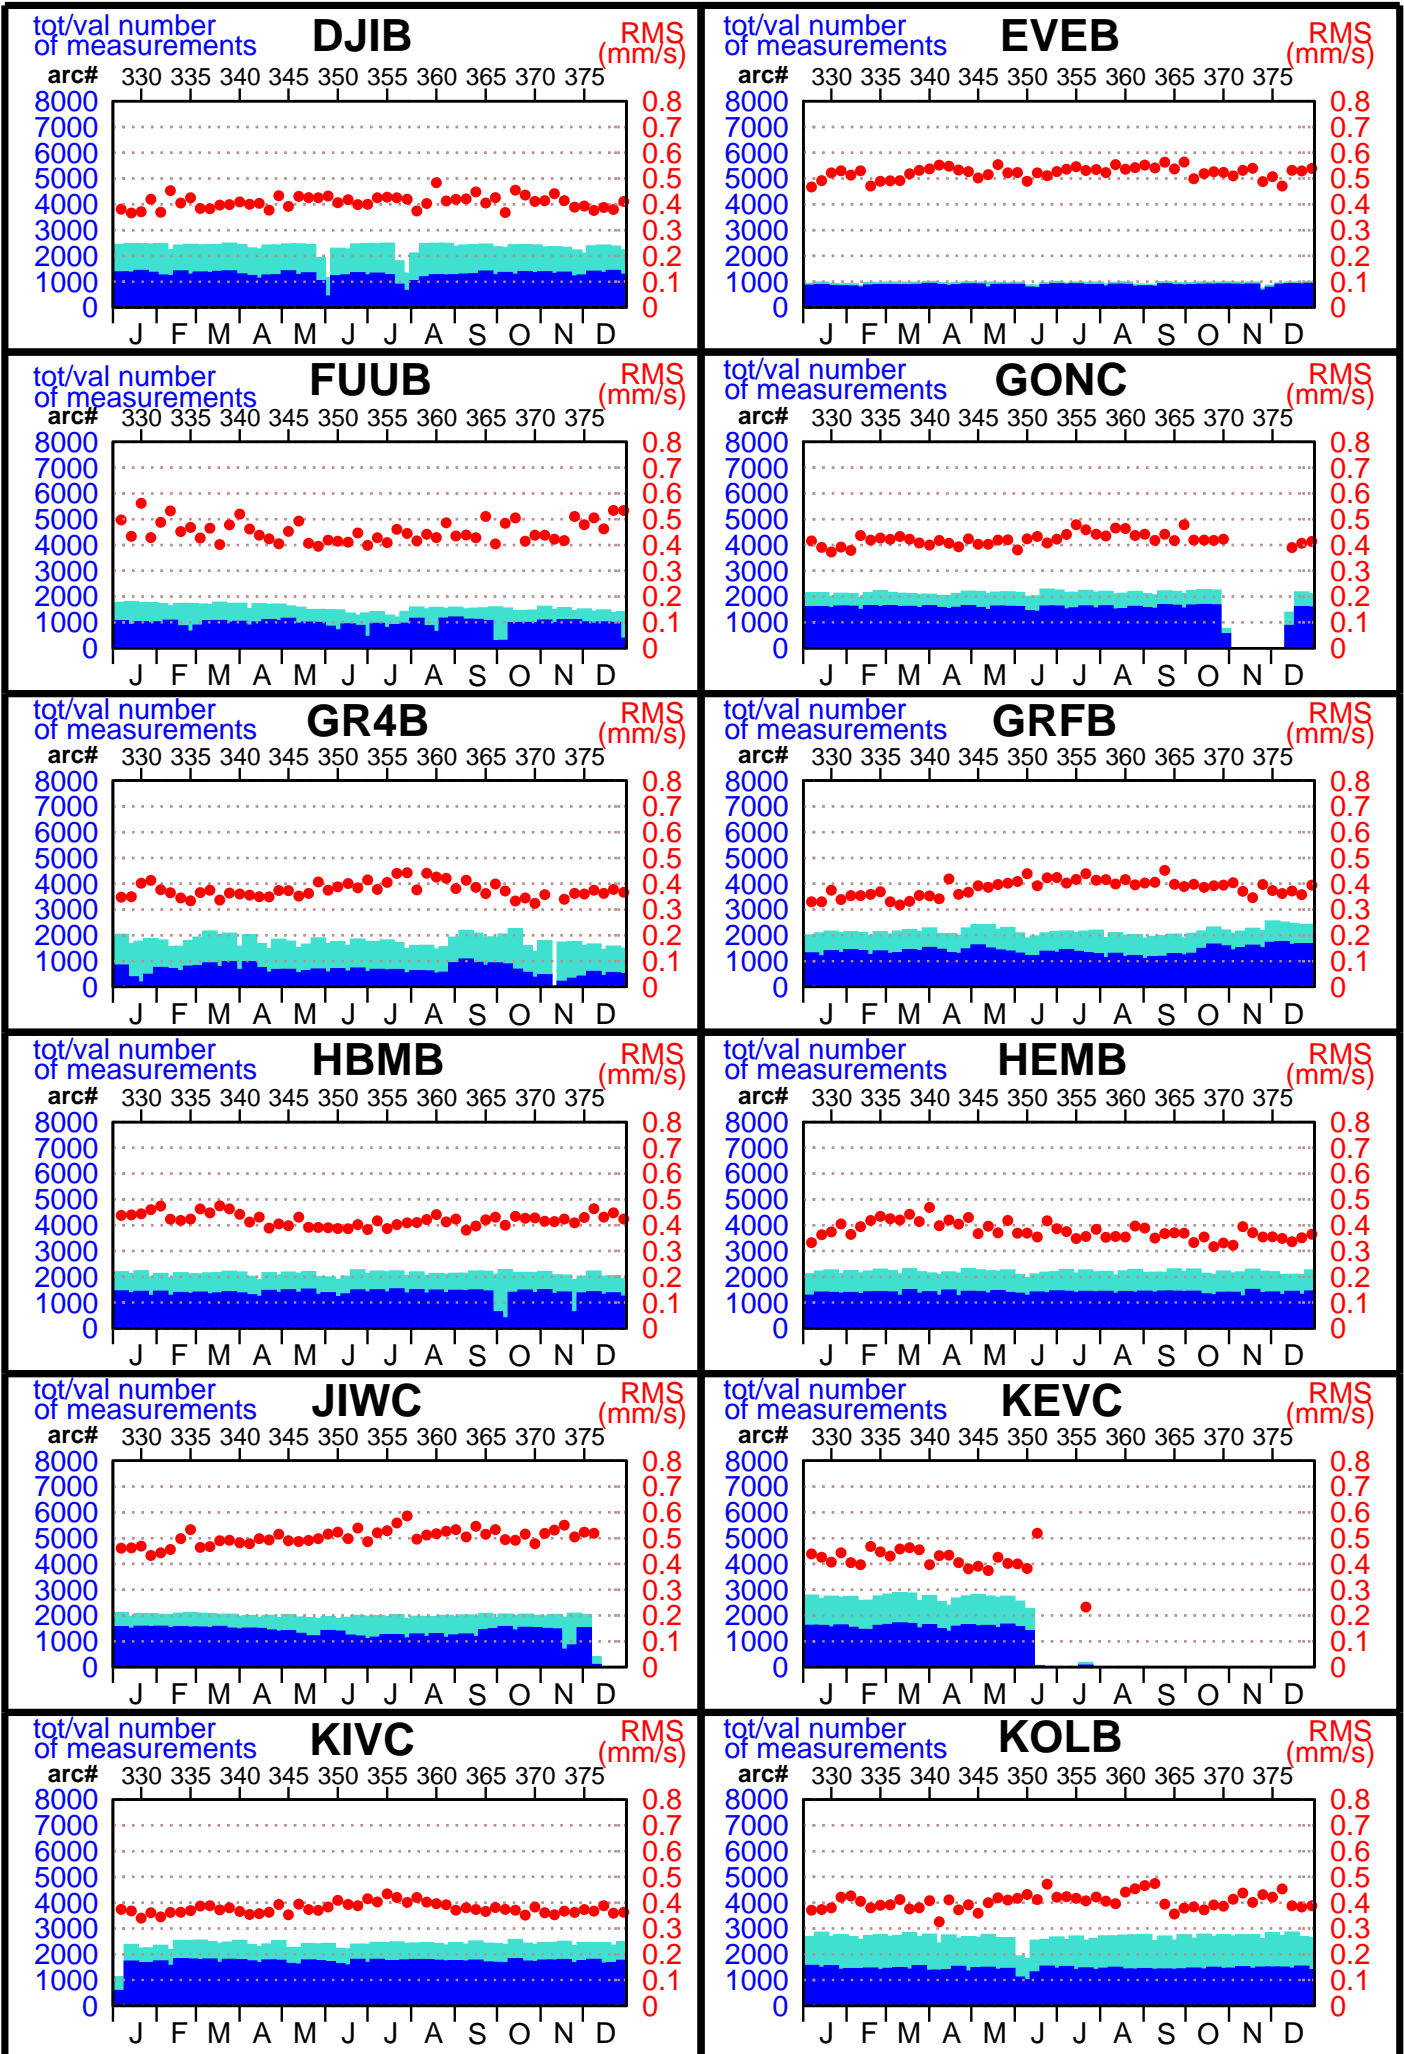 tot/val number DJIB RMS
of measurements (mm/s)
arc# 330 335 340 345 350 355 360 365 370 375
8000 0.8
7000 0.7
6000 0.6
5000 0.5
4000 0.4
3000 0.3
2000 0.2
1000 0.1
0 0
J F M A M J J A S O N D
tot/val number EVEB RMS
of measurements (mm/s)
arc# 330 335 340 345 350 355 360 365 370 375
8000 0.8
7000 0.7
6000 0.6
5000 0.5
4000 0.4
3000 0.3
2000 0.2
1000 0.1
0 0
J F M A M J J A S O N D
tot/val number FUUB RMS
of measurements (mm/s)
arc# 330 335 340 345 350 355 360 365 370 375
8000 0.8
7000 0.7
6000 0.6
5000 0.5
4000 0.4
3000 0.3
2000 0.2
1000 0.1
0 0
J F M A M J J A S O N D
tot/val number GONC RMS
of measurements (mm/s)
arc# 330 335 340 345 350 355 360 365 370 375
8000 0.8
7000 0.7
6000 0.6
5000 0.5
4000 0.4
3000 0.3
2000 0.2
1000 0.1
0 0
J F M A M J J A S O N D
tot/val number GR4B RMS
of measurements (mm/s)
arc# 330 335 340 345 350 355 360 365 370 375
8000 0.8
7000 0.7
6000 0.6
5000 0.5
4000 0.4
3000 0.3
2000 0.2
1000 0.1
0 0
J F M A M J J A S O N D
tot/val number GRFB RMS
of measurements (mm/s)
arc# 330 335 340 345 350 355 360 365 370 375
8000 0.8
7000 0.7
6000 0.6
5000 0.5
4000 0.4
3000 0.3
2000 0.2
1000 0.1
0 0
J F M A M J J A S O N D
tot/val number HBMB RMS
of measurements (mm/s)
arc# 330 335 340 345 350 355 360 365 370 375
8000 0.8
7000 0.7
6000 0.6
5000 0.5
4000 0.4
3000 0.3
2000 0.2
1000 0.1
0 0
J F M A M J J A S O N D
tot/val number HEMB RMS
of measurements (mm/s)
arc# 330 335 340 345 350 355 360 365 370 375
8000 0.8
7000 0.7
6000 0.6
5000 0.5
4000 0.4
3000 0.3
2000 0.2
1000 0.1
0 0
J F M A M J J A S O N D
tot/val number JIWC RMS
of measurements (mm/s)
arc# 330 335 340 345 350 355 360 365 370 375
8000 0.8
7000 0.7
6000 0.6
5000 0.5
4000 0.4
3000 0.3
2000 0.2
1000 0.1
0 0
J F M A M J J A S O N D
tot/val number KEVC RMS
of measurements (mm/s)
arc# 330 335 340 345 350 355 360 365 370 375
8000 0.8
7000 0.7
6000 0.6
5000 0.5
4000 0.4
3000 0.3
2000 0.2
1000 0.1
0 0
J F M A M J J A S O N D
tot/val number KIVC RMS
of measurements (mm/s)
arc# 330 335 340 345 350 355 360 365 370 375
8000 0.8
7000 0.7
6000 0.6
5000 0.5
4000 0.4
3000 0.3
2000 0.2
1000 0.1
0 0
J F M A M J J A S O N D
tot/val number KOLB RMS
of measurements (mm/s)
arc# 330 335 340 345 350 355 360 365 370 375
8000 0.8
7000 0.7
6000 0.6
5000 0.5
4000 0.4
3000 0.3
2000 0.2
1000 0.1
0 0
J F M A M J J A S O N D